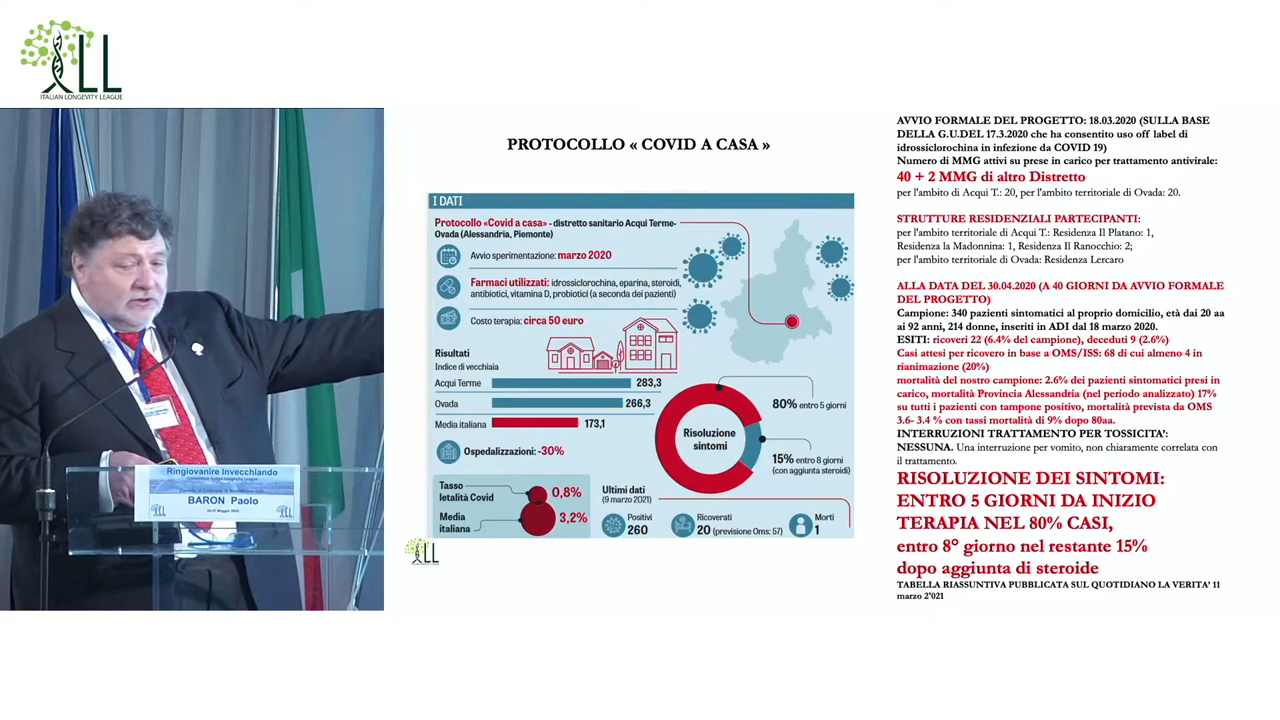 ITALIAN LONGEVITY LEAGUE
Ringiovanire Invecchiando
BARON Paolo
PROTOCOLLO « COVID A CASA »
I DATI
Protocollo «Covid a casa» - distretto sanitario Acqui Terme-
Ovada (Alessandria, Piemonte)
Avvio sperimentazione: marzo 2020
Farmaci utilizzati: idrossiclorochina, eparina, steroidi,
antibiotici, vitamina D, probiotici (a seconda dei pazienti)
Costo terapia: circa 50 euro
Risultati
Indice di vecchiaia
Acqui Terme 283,3
Ovada 266,3
Media italiana 173,1
Ospedalizzazioni: -30%
Risoluzione
sintomi
80% entro 5 giorni
15% entro 8 giorni
(con aggiunta steroidi)
Tasso
letalità Covid
0,8%
Media
italiana
3,2%
Ultimi dati
(9 marzo 2021)
Positivi
260
Ricoverati
20 (previsione Oms: 57)
Morti
1
AVVIO FORMALE DEL PROGETTO: 18.03.2020 (SULLA BASE
DELLA G.U.DEL 17.3.2020 che ha consentito uso off label di
idrossiclorochina in infezione da COVID 19)
Numero di MMG attivi su prese in carico per trattamento antivirale:
40 + 2 MMG di altro Distretto
per l'ambito di Acqui T.: 20, per l'ambito territoriale di Ovada: 20.
STRUTTURE RESIDENZIALI PARTECIPANTI:
per l'ambito territoriale di Acqui T.: Residenza Il Platano: 1,
Residenza la Madonnina: 1, Residenza Il Ranocchio: 2;
per l'ambito territoriale di Ovada: Residenza Lercaro
ALLA DATA DEL 30.04.2020 (A 40 GIORNI DA AVVIO FORMALE
DEL PROGETTO)
Campione: 340 pazienti sintomatici al proprio domicilio, età dai 20 aa
ai 92 anni, 214 donne, inseriti in ADI dal 18 marzo 2020.
ESITI: ricoveri 22 (6.4% del campione), deceduti 9 (2.6%)
Casi attesi per ricovero in base a OMS/ISS: 68 di cui almeno 4 in
rianimazione (20%)
mortalità del nostro campione: 2.6% dei pazienti sintomatici presi in
carico, mortalità Provincia Alessandria (nel periodo analizzato) 17%
su tutti i pazienti con tampone positivo, mortalità prevista da OMS
3.6- 3.4 % con tassi mortalità di 9% dopo 80aa.
INTERRUZIONI TRATTAMENTO PER TOSSICITA':
NESSUNA. Una interruzione per vomito, non chiaramente correlata con
il trattamento.
RISOLUZIONE DEI SINTOMI:
ENTRO 5 GIORNI DA INIZIO
TERAPIA NEL 80% CASI,
entro 8° giorno nel restante 15%
dopo aggiunta di steroide
TABELLA RIASSUNTIVA PUBBLICATA SUL QUOTIDIANO LA VERITA' 11
marzo 2'021